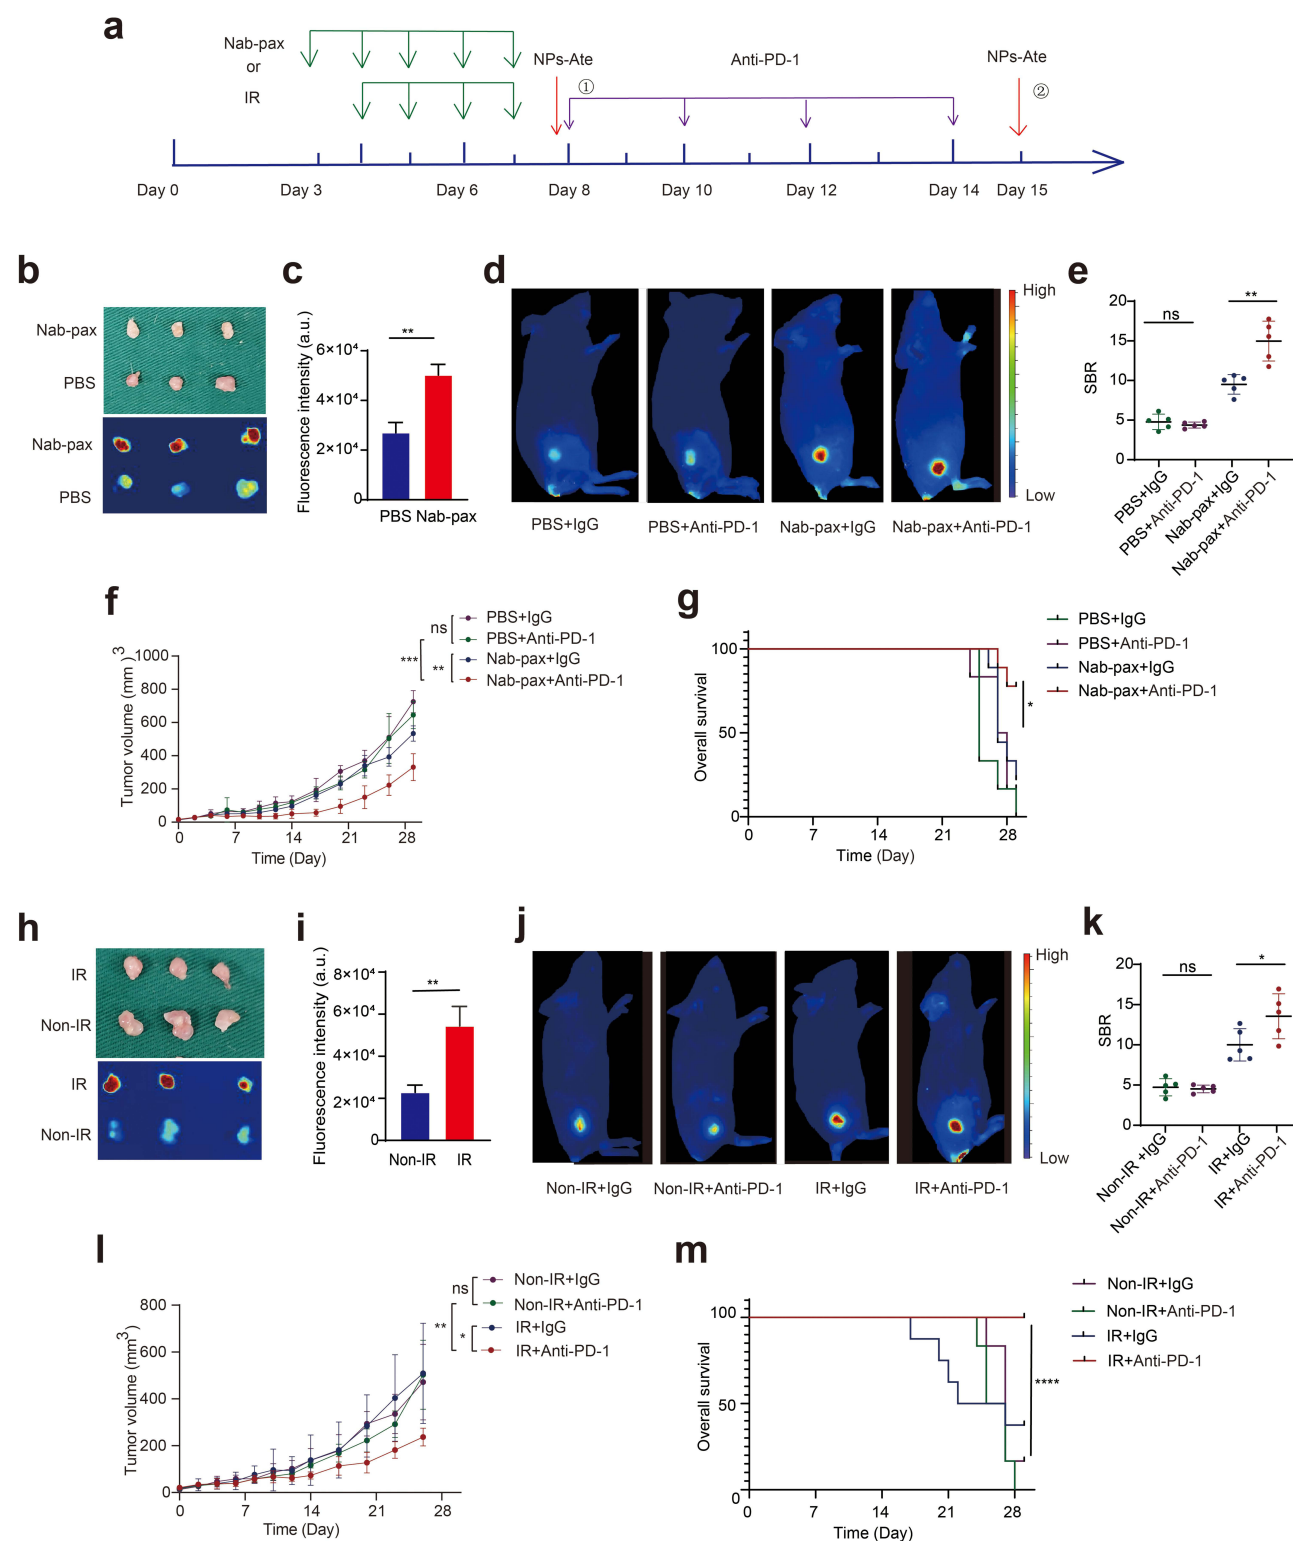 a
Nab-pax
or
IR
NPs-Ate
①
Anti-PD-1
NPs-Ate
②
Day 0
Day 3
Day 6
Day 8
Day 10
Day 12
Day 14
Day 15
b
Nab-pax
PBS
Nab-pax
PBS
c
Fluorescence intensity (a.u.)
6×10⁴
4×10⁴
2×10⁴
0
**
PBS Nab-pax
d
High
Low
PBS+IgG
PBS+Anti-PD-1
Nab-pax+IgG
Nab-pax+Anti-PD-1
e
SBR
20
15
10
5
0
ns
**
PBS+IgG
PBS+Anti-PD-1
Nab-pax+IgG
Nab-pax+Anti-PD-1
f
Tumor volume (mm )3
1000
800
600
400
200
0
0 7 14 21 28
Time (Day)
ns
***
**
PBS+IgG
PBS+Anti-PD-1
Nab-pax+IgG
Nab-pax+Anti-PD-1
g
Overall survival
100
50
0
0 7 14 21 28
Time (Day)
*
PBS+IgG
PBS+Anti-PD-1
Nab-pax+IgG
Nab-pax+Anti-PD-1
h
IR
Non-IR
IR
Non-IR
i
Fluorescence intensity (a.u.)
8×10⁴
6×10⁴
4×10⁴
2×10⁴
0
**
Non-IR IR
j
High
Low
Non-IR+IgG
Non-IR+Anti-PD-1
IR+IgG
IR+Anti-PD-1
k
SBR
20
15
10
5
0
ns
*
Non-IR +IgG
Non-IR+Anti-PD-1
IR+IgG
IR+Anti-PD-1
l
Tumor volume (mm3)
800
600
400
200
0
0 7 14 21 28
Time (Day)
ns
**
*
Non-IR+IgG
Non-IR+Anti-PD-1
IR+IgG
IR+Anti-PD-1
m
Overall survival
100
50
0
0 7 14 21 28
Time (Day)
****
Non-IR+IgG
Non-IR+Anti-PD-1
IR+IgG
IR+Anti-PD-1